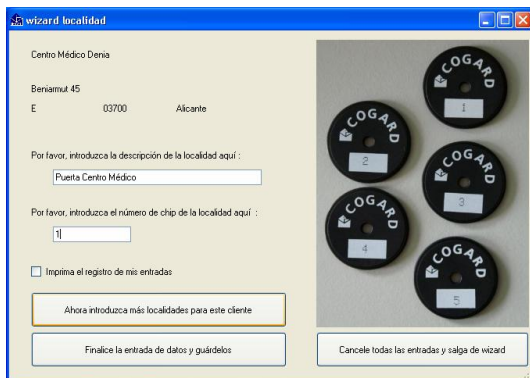 wizard localidad
Centro Médico Denia
Beniarmut 45
E 03700 Alicante
Por favor, introduzca la descripción de la localidad aquí :
Puerta Centro Médico
Por favor, introduzca el número de chip de la localidad aquí :
1
Imprima el registro de mis entradas
Ahora introduzca más localidades para este cliente
Finalice la entrada de datos y guárdelos
COGARD
1
COGARD
2
COGARD
3
COGARD
4
COGARD
5
Cancele todas las entradas y salga de wizard